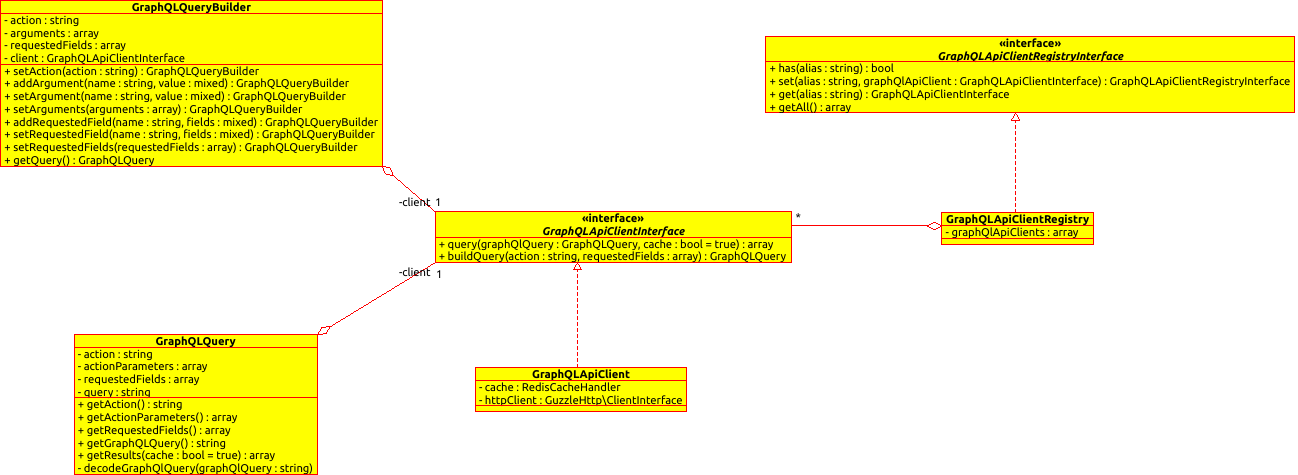 GraphQLQueryBuilder
- action : string
- arguments : array
- requestedFields : array
- client : GraphQLApiClientInterface
+ setAction(action : string) : GraphQLQueryBuilder
+ addArgument(name : string, value : mixed) : GraphQLQueryBuilder
+ setArgument(name : string, value : mixed) : GraphQLQueryBuilder
+ setArguments(arguments : array) : GraphQLQueryBuilder
+ addRequestedField(name : string, fields : mixed) : GraphQLQueryBuilder
+ setRequestedField(name : string, fields : mixed) : GraphQLQueryBuilder
+ setRequestedFields(requestedFields : array) : GraphQLQueryBuilder
+ getQuery() : GraphQLQuery
«interface»
GraphQLApiClientRegistryInterface
+ has(alias : string) : bool
+ set(alias : string, graphQlApiClient : GraphQLApiClientInterface) : GraphQLApiClientRegistryInterface
+ get(alias : string) : GraphQLApiClientInterface
+ getAll() : array
-client 1
«interface»
GraphQLApiClientInterface
+ query(graphQlQuery : GraphQLQuery, cache : bool = true) : array
+ buildQuery(action : string, requestedFields : array) : GraphQLQuery
*
GraphQLApiClientRegistry
- graphQlApiClients : array
-client 1
GraphQLQuery
- action : string
- actionParameters : array
- requestedFields : array
- query : string
+ getAction() : string
+ getActionParameters() : array
+ getRequestedFields() : array
+ getGraphQLQuery() : string
+ getResults(cache : bool = true) : array
- decodeGraphQlQuery(graphQlQuery : string)
GraphQLApiClient
- cache : RedisCacheHandler
- httpClient : GuzzleHttp\ClientInterface